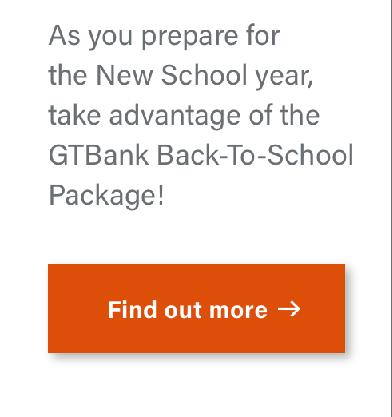 As you prepare for
the New School year,
take advantage of the
GTBank Back-To-School
Package!
Find out more →